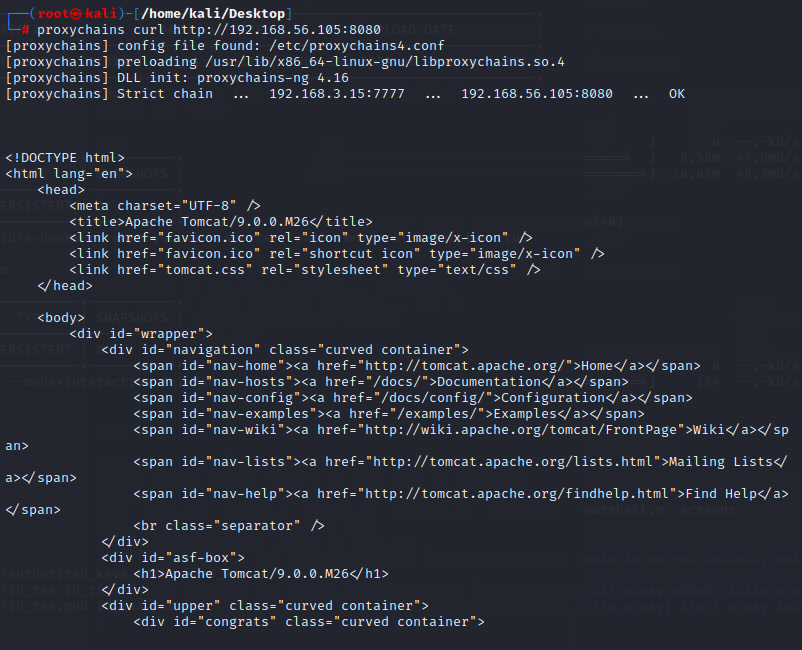 ┌──(root㉿kali)-[/home/kali/Desktop]
└─# proxychains curl http://192.168.56.105:8080
[proxychains] config file found: /etc/proxychains4.conf
[proxychains] preloading /usr/lib/x86_64-linux-gnu/libproxychains.so.4
[proxychains] DLL init: proxychains-ng 4.16
[proxychains] Strict chain  ...  192.168.3.15:7777  ...  192.168.56.105:8080  ...  OK
<!DOCTYPE html>
<html lang="en">
    <head>
        <meta charset="UTF-8" />
        <title>Apache Tomcat/9.0.0.M26</title>
        <link href="favicon.ico" rel="icon" type="image/x-icon" />
        <link href="favicon.ico" rel="shortcut icon" type="image/x-icon" />
        <link href="tomcat.css" rel="stylesheet" type="text/css" />
    </head>
    <body>
        <div id="wrapper">
            <div id="navigation" class="curved container">
                <span id="nav-home"><a href="http://tomcat.apache.org/">Home</a></span>
                <span id="nav-hosts"><a href="/docs/">Documentation</a></span>
                <span id="nav-config"><a href="/docs/config/">Configuration</a></span>
                <span id="nav-examples"><a href="/examples/">Examples</a></span>
                <span id="nav-wiki"><a href="http://wiki.apache.org/tomcat/FrontPage">Wiki</a></sp
an>
                <span id="nav-lists"><a href="http://tomcat.apache.org/lists.html">Mailing Lists</
a></span>
                <span id="nav-help"><a href="http://tomcat.apache.org/findhelp.html">Find Help</a>
</span>
                <br class="separator" />
            </div>
            <div id="asf-box">
                <h1>Apache Tomcat/9.0.0.M26</h1>
            </div>
            <div id="upper" class="curved container">
                <div id="congrats" class="curved container">